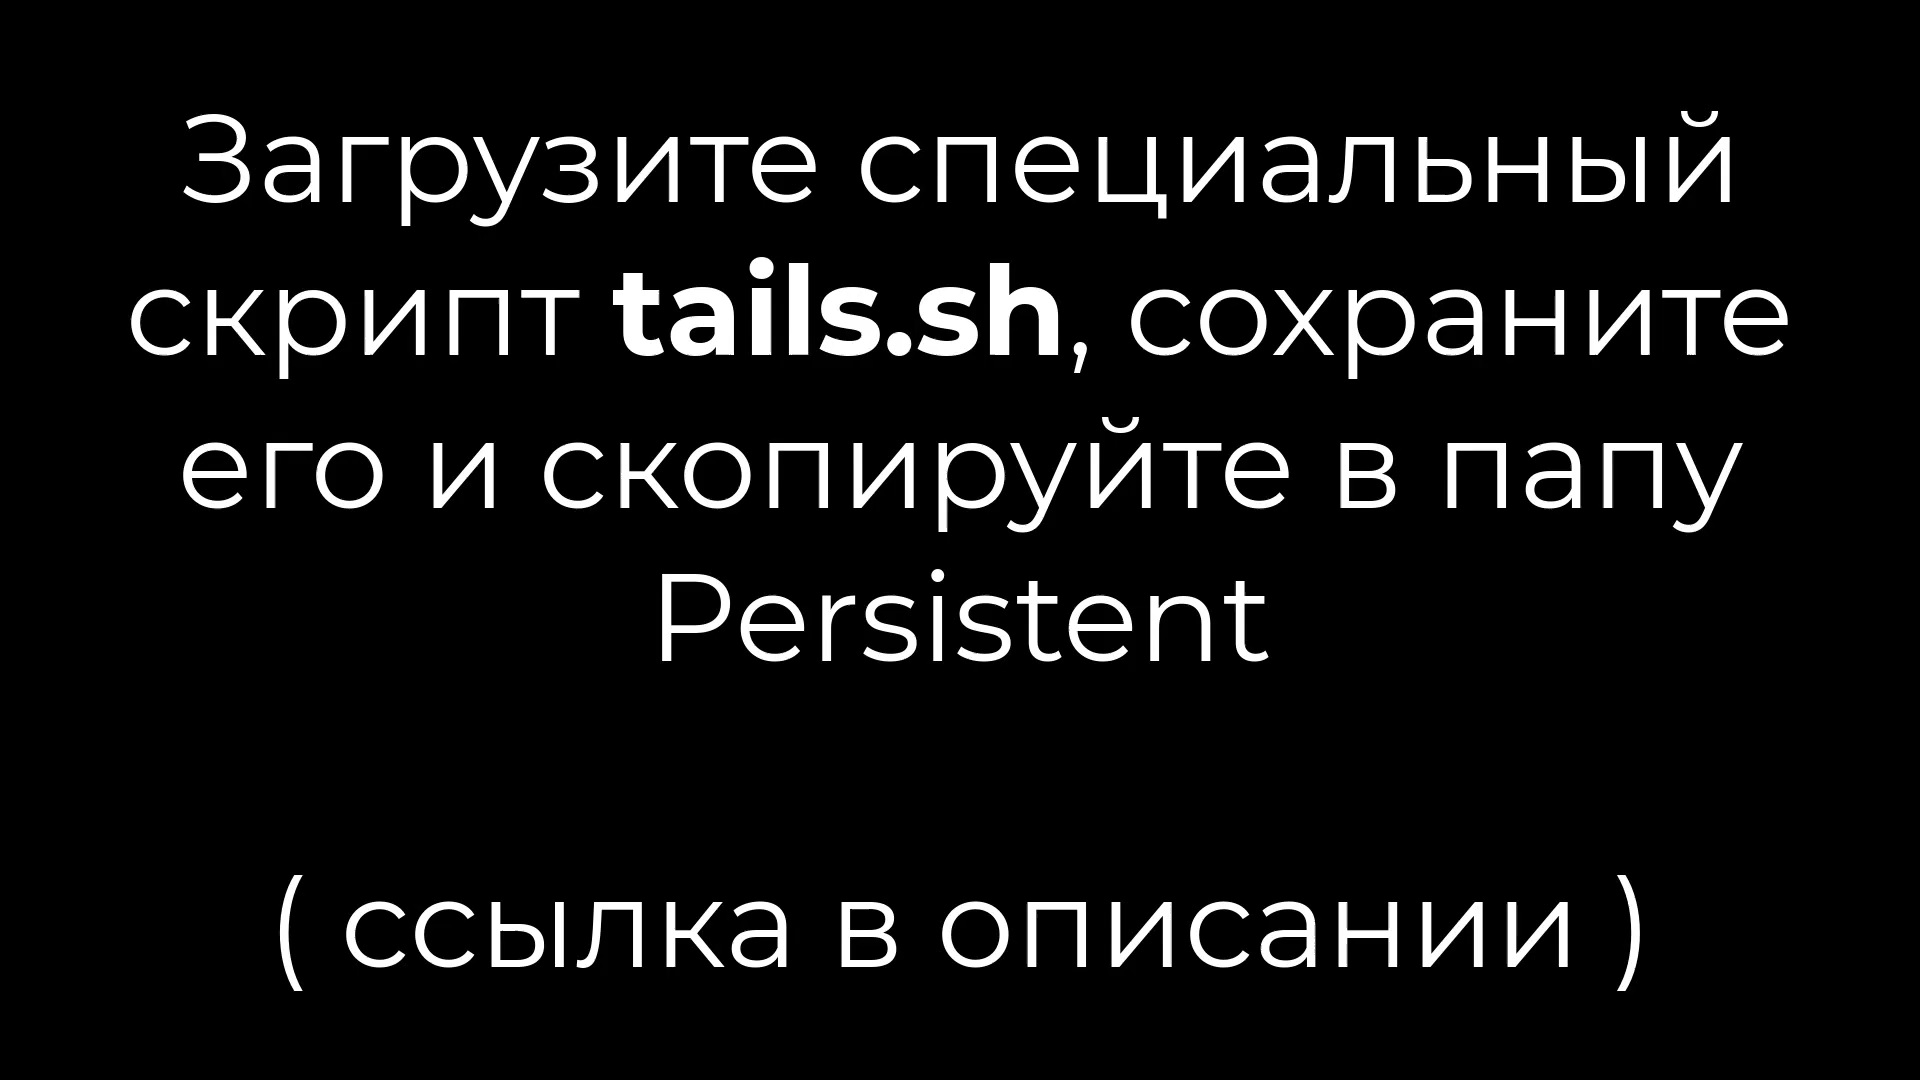 Загрузите специальный
скрипт tails.sh, сохраните
его и скопируйте в папу
Persistent
( ссылка в описании )